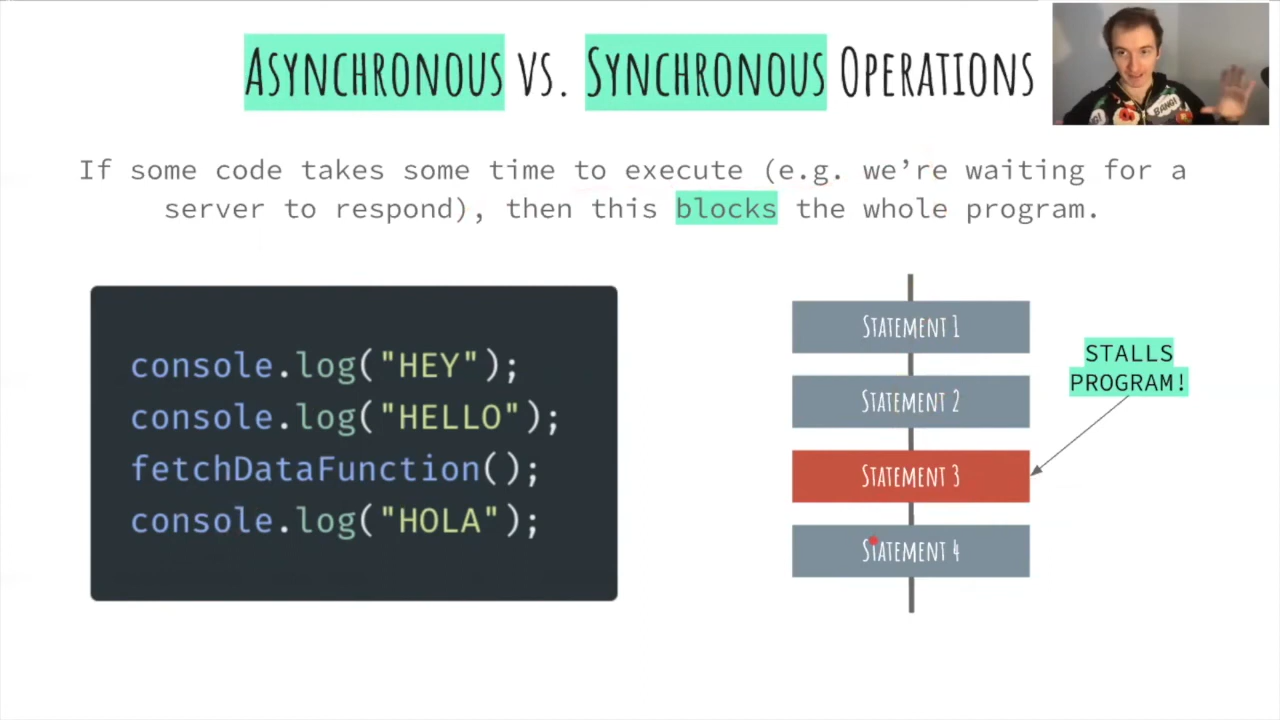 ASYNCHRONOUS VS. SYNCHRONOUS OPERATIONS
If some code takes some time to execute (e.g. we’re waiting for a
server to respond), then this blocks the whole program.
console.log("HEY");
console.log("HELLO");
fetchDataFunction();
console.log("HOLA");
STATEMENT 1
STATEMENT 2
STATEMENT 3
STATEMENT 4
STALLS
PROGRAM!
BANG!